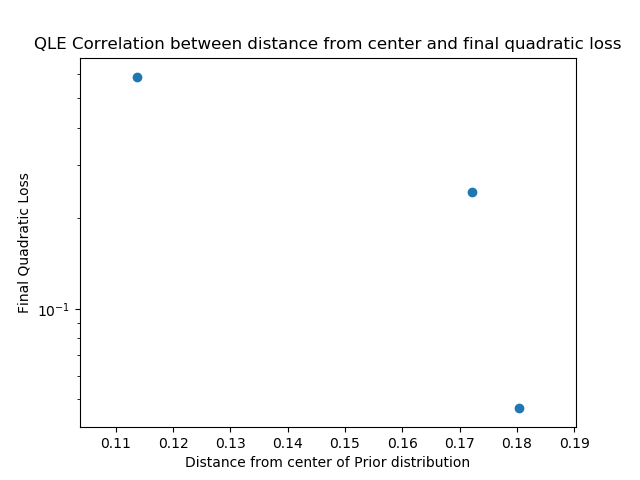 QLE Correlation between distance from center and final quadratic loss
Final Quadratic Loss
10⁻¹
0.11 0.12 0.13 0.14 0.15 0.16 0.17 0.18 0.19
Distance from center of Prior distribution